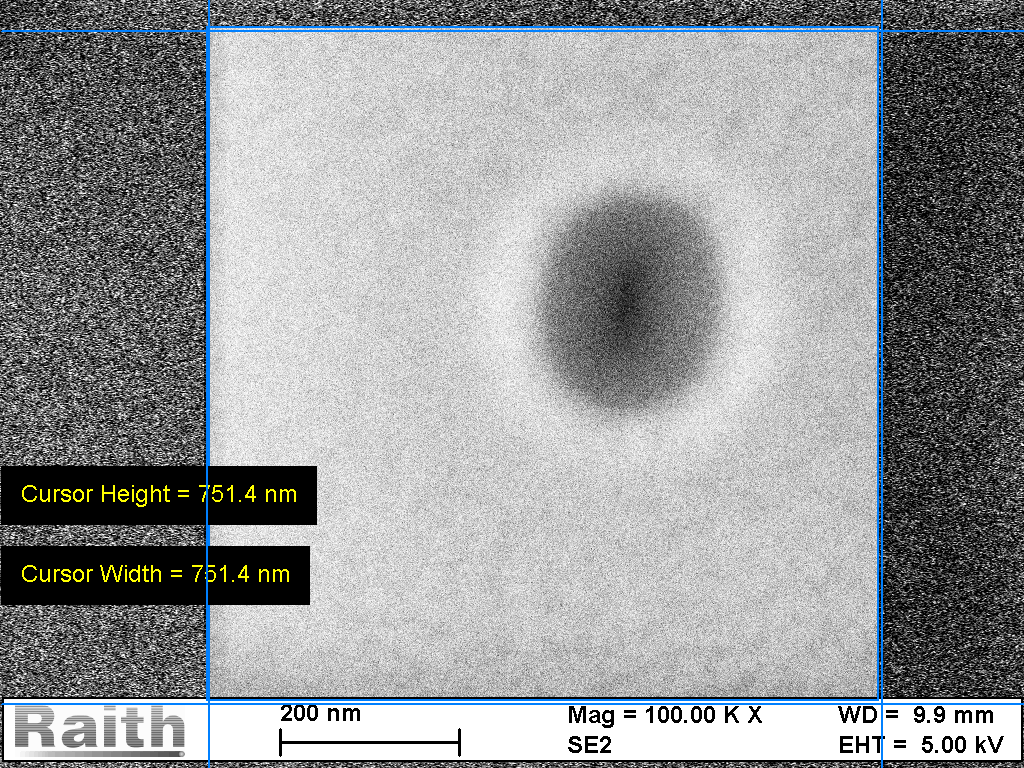 Cursor Height = 751.4 nm
Cursor Width = 751.4 nm
Raith
200 nm
Mag = 100.00 K X
WD = 9.9 mm
SE2
EHT = 5.00 kV